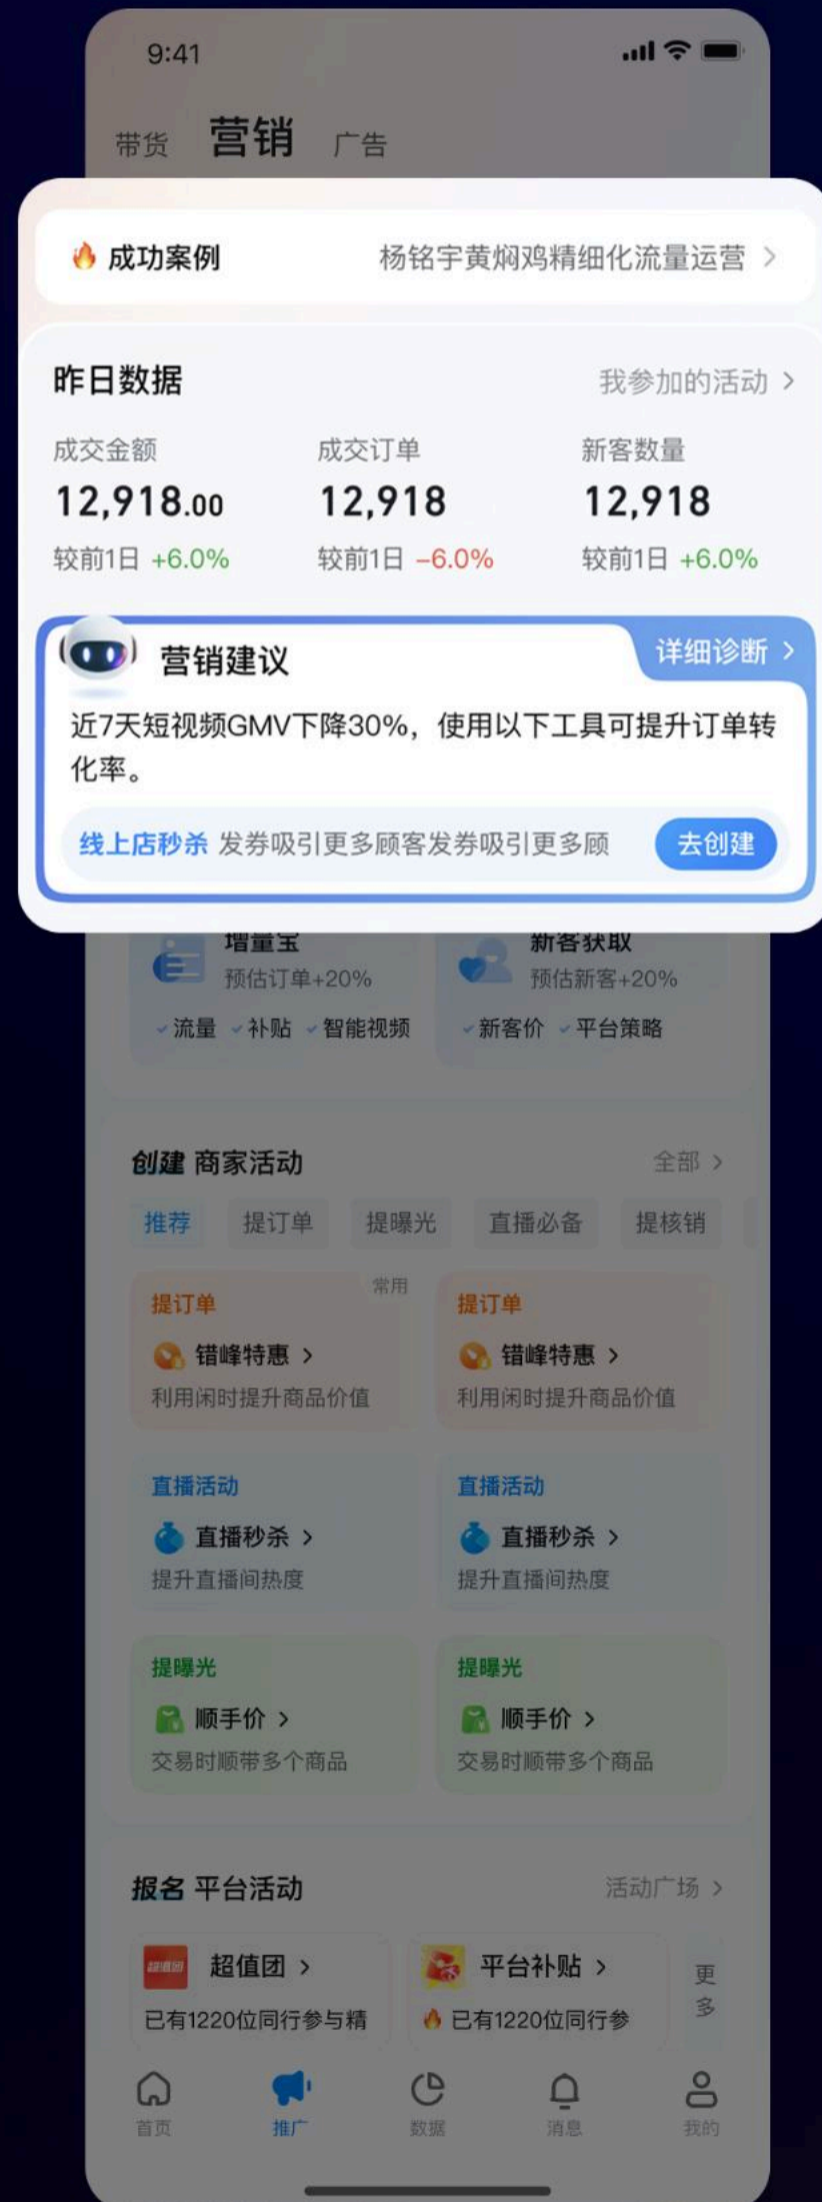 9:41
带货 营销 广告
成功案例 杨铭宇黄焖鸡精细化流量运营 >
昨日数据 我参加的活动 >
成交金额 成交订单 新客数量
12,918.00 12,918 12,918
较前1日 +6.0% 较前1日 -6.0% 较前1日 +6.0%
营销建议 详细诊断 >
近7天短视频GMV下降30%，使用以下工具可提升订单转
化率。
线上店秒杀 发券吸引更多顾客发券吸引更多顾 去创建
增量宝 新客获取
预估订单+20% 预估新客+20%
流量 补贴 智能视频 新客价 平台策略
创建 商家活动 全部 >
推荐 提订单 提曝光 直播必备 提核销
提订单 常用 提订单
错峰特惠 > 错峰特惠 >
利用闲时提升商品价值 利用闲时提升商品价值
直播活动 直播活动
直播秒杀 > 直播秒杀 >
提升直播间热度 提升直播间热度
提曝光 提曝光
顺手价 > 顺手价 >
交易时顺带多个商品 交易时顺带多个商品
报名 平台活动 活动广场 >
超值团 超值团 > 平台补贴 > 更多
已有1220位同行参与精 已有1220位同行参
首页 推广 数据 消息 我的